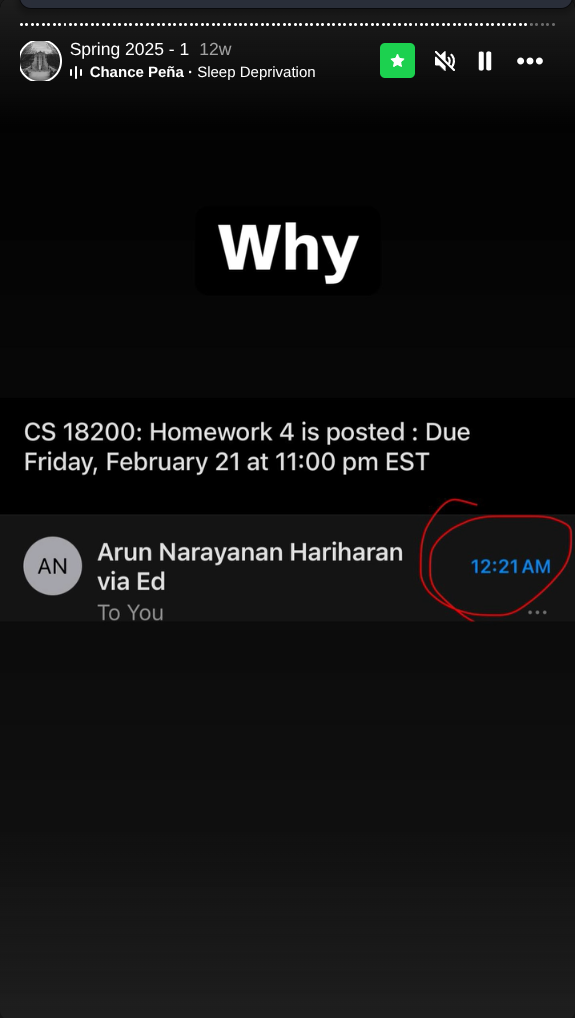 Spring 2025 - 1 12w
Chance Peña · Sleep Deprivation
Why
CS 18200: Homework 4 is posted : Due
Friday, February 21 at 11:00 pm EST
AN
Arun Narayanan Hariharan
via Ed
12:21 AM
To You